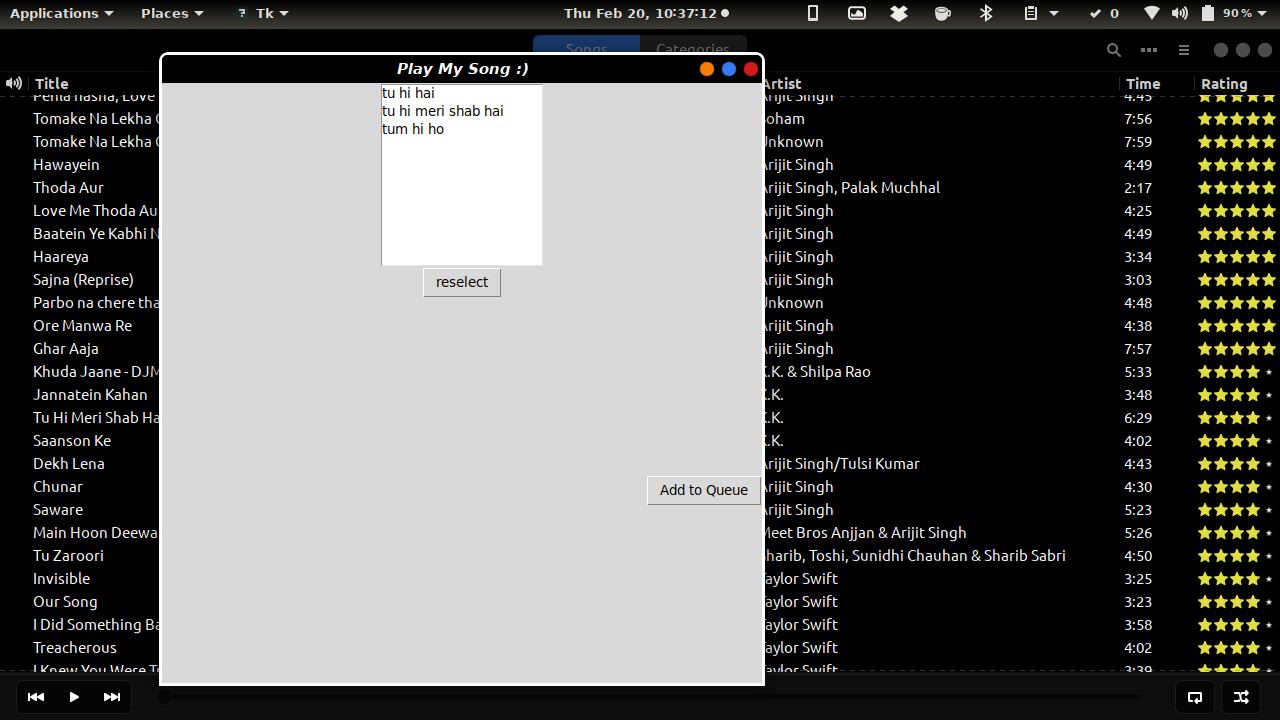 Applications Places Tk Thu Feb 20, 10:37:12 0 90 %
Songs Categories
Play My Song :)
Title Artist Time Rating
Arijit Singh 4:45
Tomake Na Lekha 7:56
Tomake Na Lekha Unknown 7:59
Hawayein Arijit Singh 4:49
Thoda Aur Arijit Singh, Palak Muchhal 2:17
Love Me Thoda Au Arijit Singh 4:25
Baatein Ye Kabhi Arijit Singh 4:49
Haareya Arijit Singh 3:34
Sajna (Reprise) Arijit Singh 3:03
Parbo na chere tha Unknown 4:48
Ore Manwa Re Arijit Singh 4:38
Ghar Aaja Arijit Singh 7:57
Khuda Jaane - DJM K.K. & Shilpa Rao 5:33
Jannatein Kahan K.K. 3:48
Tu Hi Meri Shab Ha K.K. 6:29
Saanson Ke K.K. 4:02
Dekh Lena Arijit Singh/Tulsi Kumar 4:43
Chunar Arijit Singh 4:30
Saware Arijit Singh 5:23
Main Hoon Deewa Meet Bros Anjjan & Arijit Singh 5:26
Tu Zaroori Sharib, Toshi, Sunidhi Chauhan & Sharib Sabri 4:50
Invisible Taylor Swift 3:25
Our Song Taylor Swift 3:23
I Did Something Ba Taylor Swift 3:58
Treacherous Taylor Swift 4:02
I Knew You Were Taylor Swift 3:39
tu hi hai
tu hi meri shab hai
tum hi ho
reselect
Add to Queue